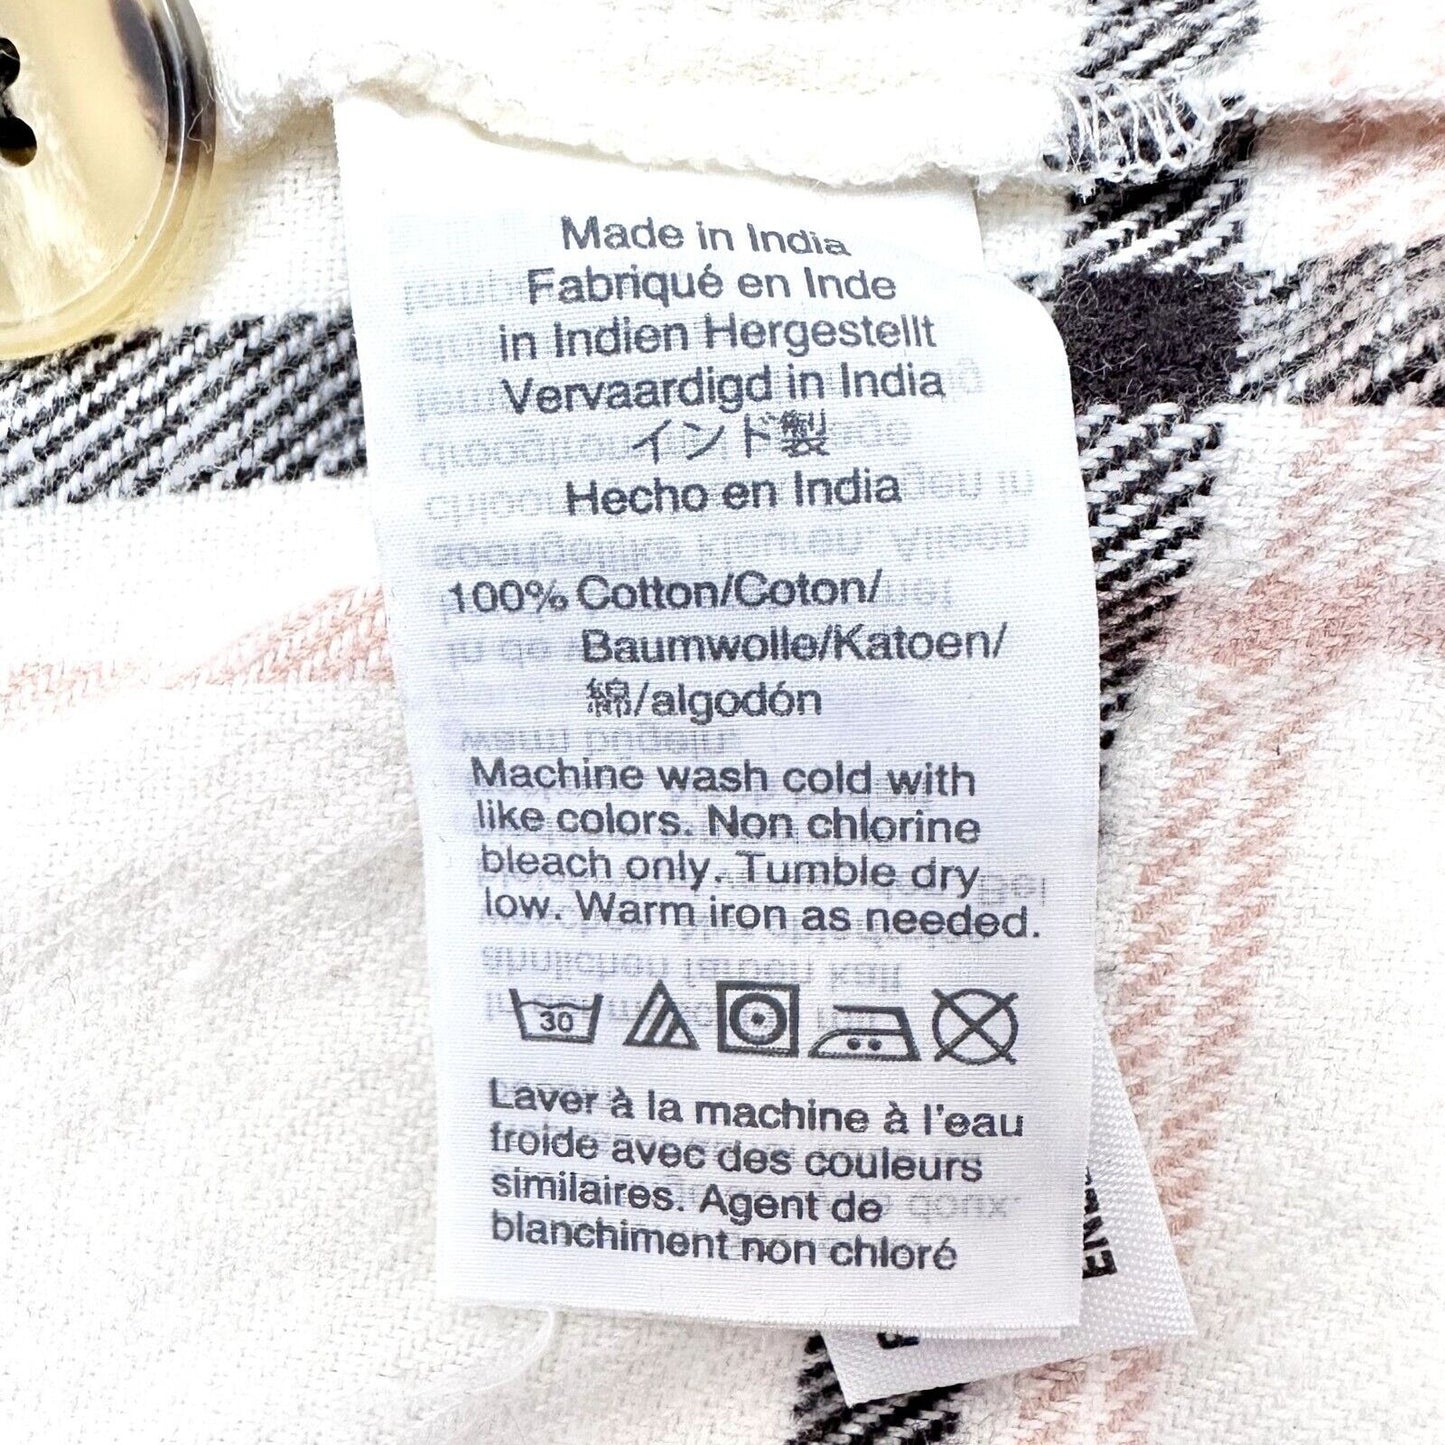 Made in India
Fabriqué en Inde
in Indien Hergestellt
Vervaardigd in India
インド製
Hecho en India
100% Cotton/Coton/
Baumwolle/Katoen/
綿/algodón
Machine wash cold with
like colors. Non chlorine
bleach only. Tumble dry
low. Warm iron as needed.
30
Laver à la machine à l'eau
froide avec des couleurs
similaires. Agent de
blanchiment non chloré